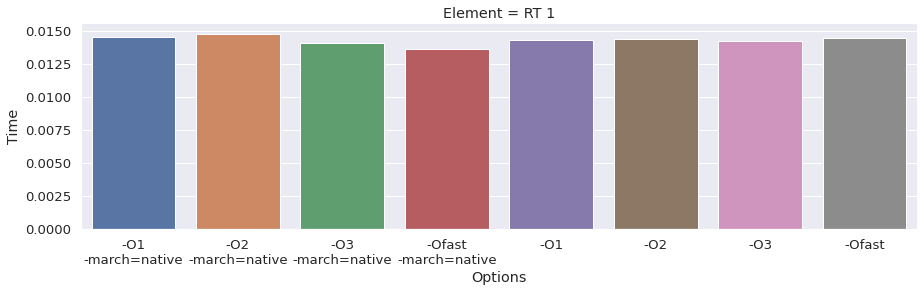 Element = RT 1
0.0150
0.0125
0.0100
0.0075
0.0050
0.0025
0.0000
Time
-O1
-march=native
-O2
-march=native
-O3
-march=native
-Ofast
-march=native
-O1
-O2
-O3
-Ofast
Options